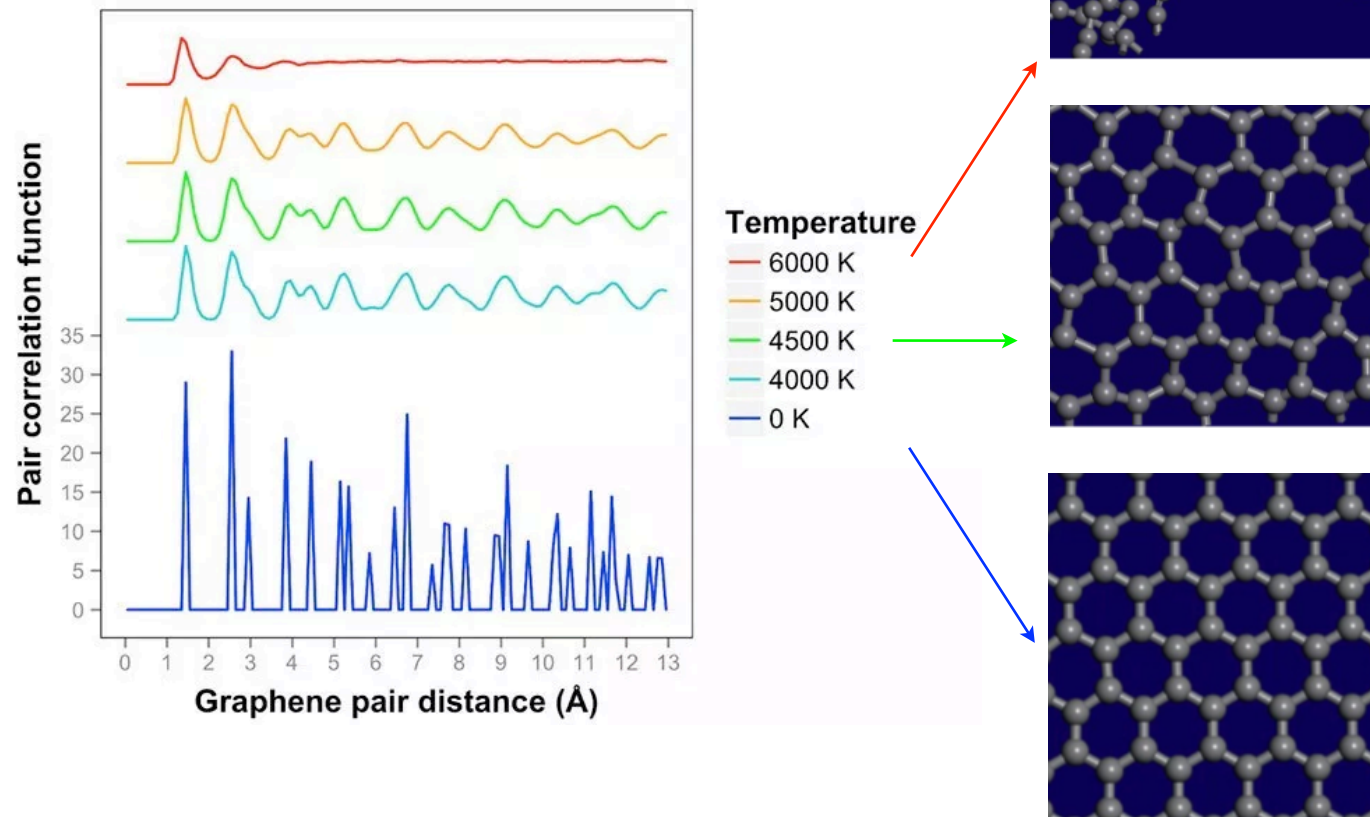 Pair correlation function
35
30
25
20
15
10
5
0
0 1 2 3 4 5 6 7 8 9 10 11 12 13
Graphene pair distance (Å)
Temperature
6000 K
5000 K
4500 K
4000 K
0 K